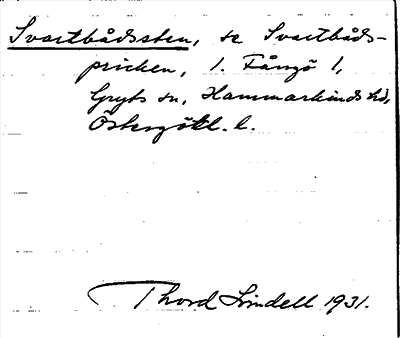 Svartbådssten, se Svartbåds-
pricken, 1. Fångö 1,
Gryts sn, Hammarkinds hd,
Östergötl. l.
Thord Lindell 1931.